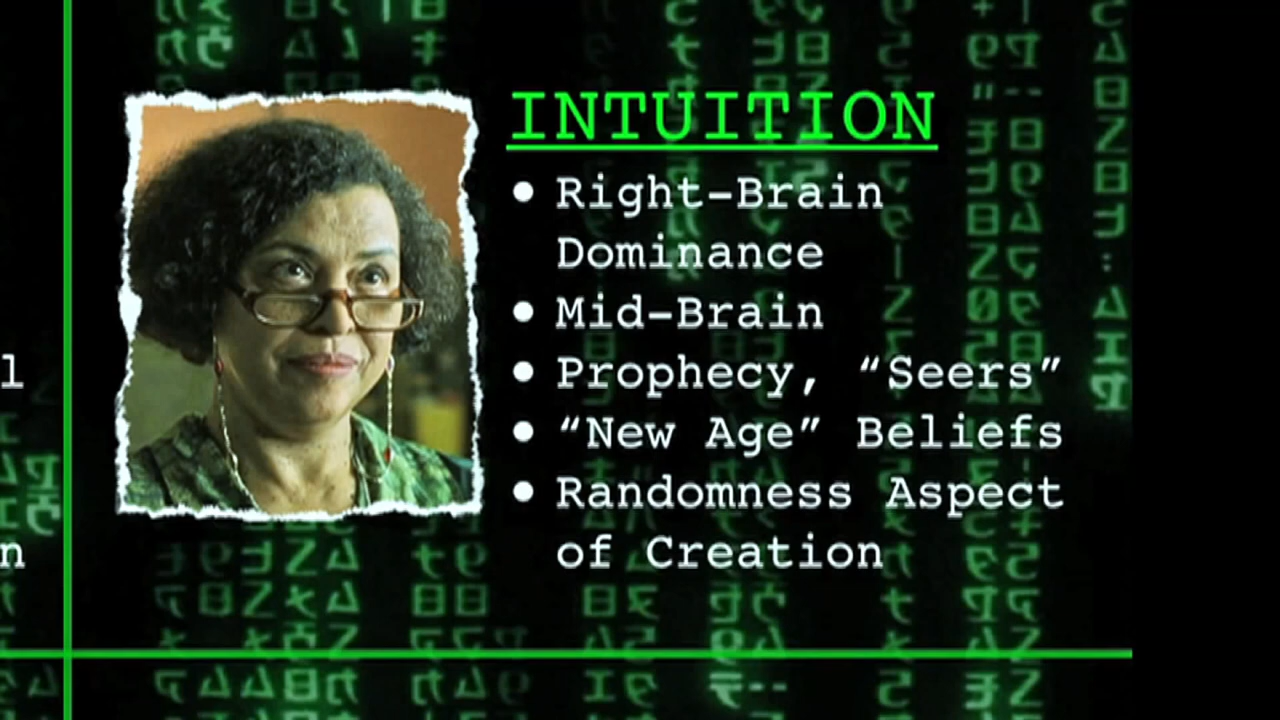 INTUITION
• Right-Brain
Dominance
• Mid-Brain
• Prophecy, “Seers”
• “New Age” Beliefs
• Randomness Aspect
of Creation
l
n